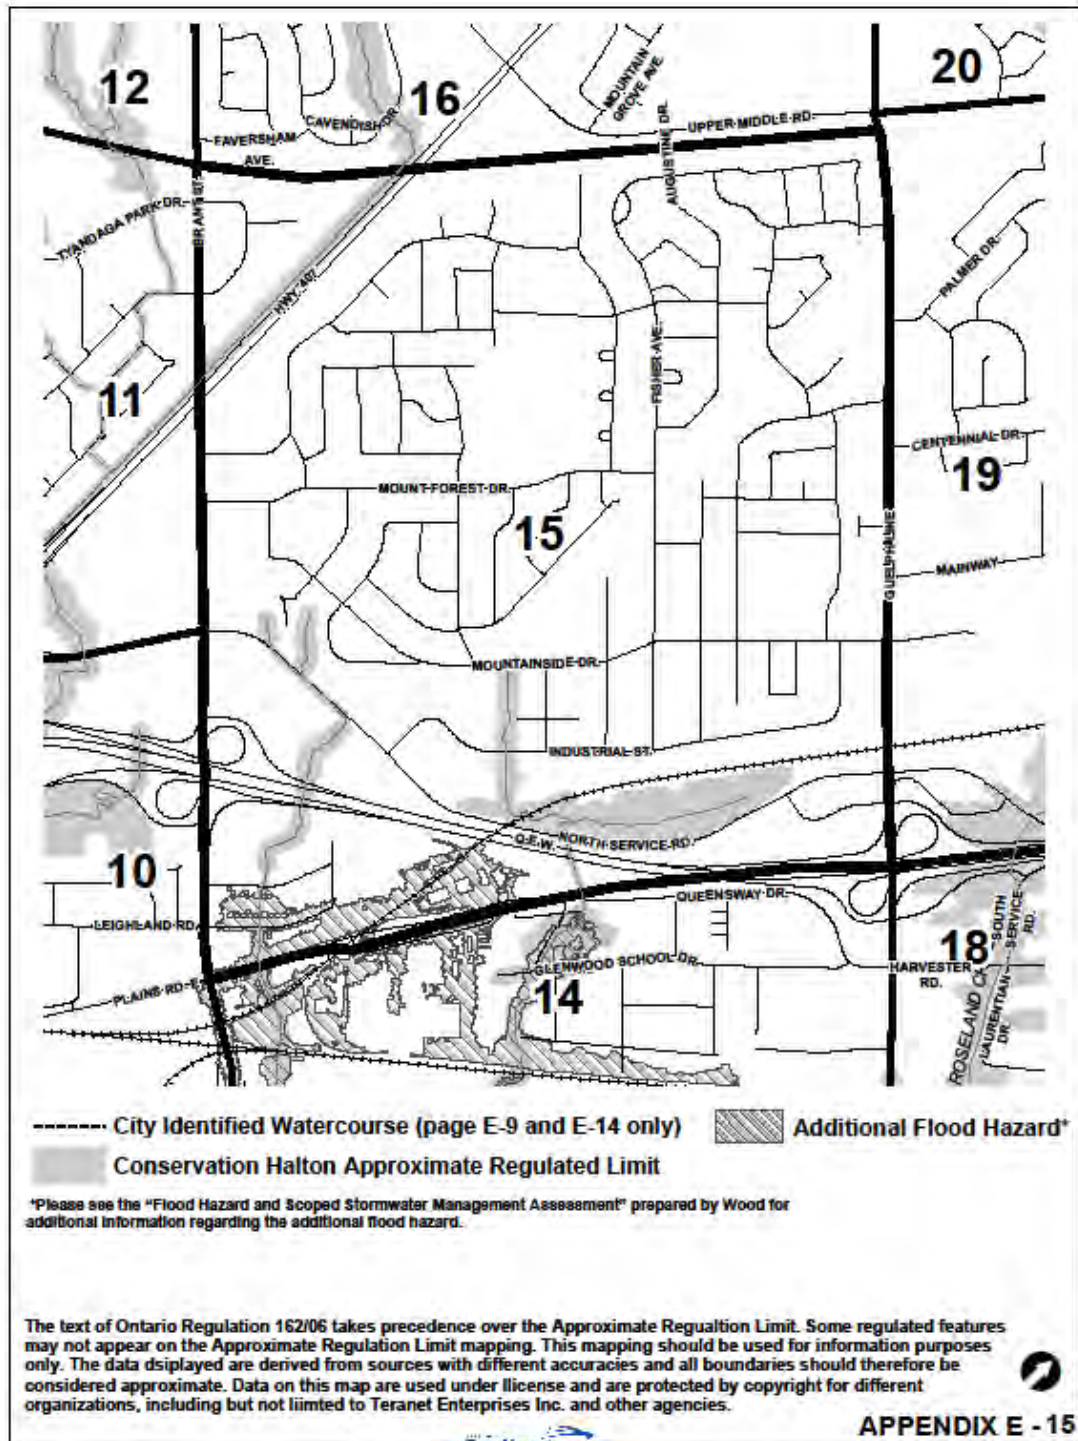 12
16
20
MOUNTAIN
GROVE AVE.
CAVENDISH DR.
FAVERSHAM
AVE.
UPPER MIDDLE RD.
AUGUSTINE DR.
TYANDAGA PARK DR.
BRANT ST.
HWY. 407
PALMER DR.
FISHER AVE.
11
CENTENNIAL DR.
19
MOUNT FOREST DR.
15
GUELPH LINE
MAINWAY
MOUNTAINSIDE DR.
INDUSTRIAL ST.
Q.E.W.
NORTH SERVICE RD.
10
QUEENSWAY DR.
LEIGHLAND RD.
SOUTH
SERVICE
RD.
18
GLENWOOD SCHOOL DR.
HARVESTER
RD.
PLAINS RD E
14
ROSELAND
LAURENTIAN
DR.
City Identified Watercourse (page E-9 and E-14 only)
Additional Flood Hazard*
Conservation Halton Approximate Regulated Limit
*Please see the “Flood Hazard and Scoped Stormwater Management Assessment” prepared by Wood for
additional information regarding the additional flood hazard.
The text of Ontario Regulation 162/06 takes precedence over the Approximate Regualtion Limit. Some regulated features
may not appear on the Approximate Regulation Limit mapping. This mapping should be used for information purposes
only. The data dsiplayed are derived from sources with different accuracies and all boundaries should therefore be
considered approximate. Data on this map are used under llicense and are protected by copyright for different
organizations, including but not liimted to Teranet Enterprises Inc. and other agencies.
APPENDIX E - 15